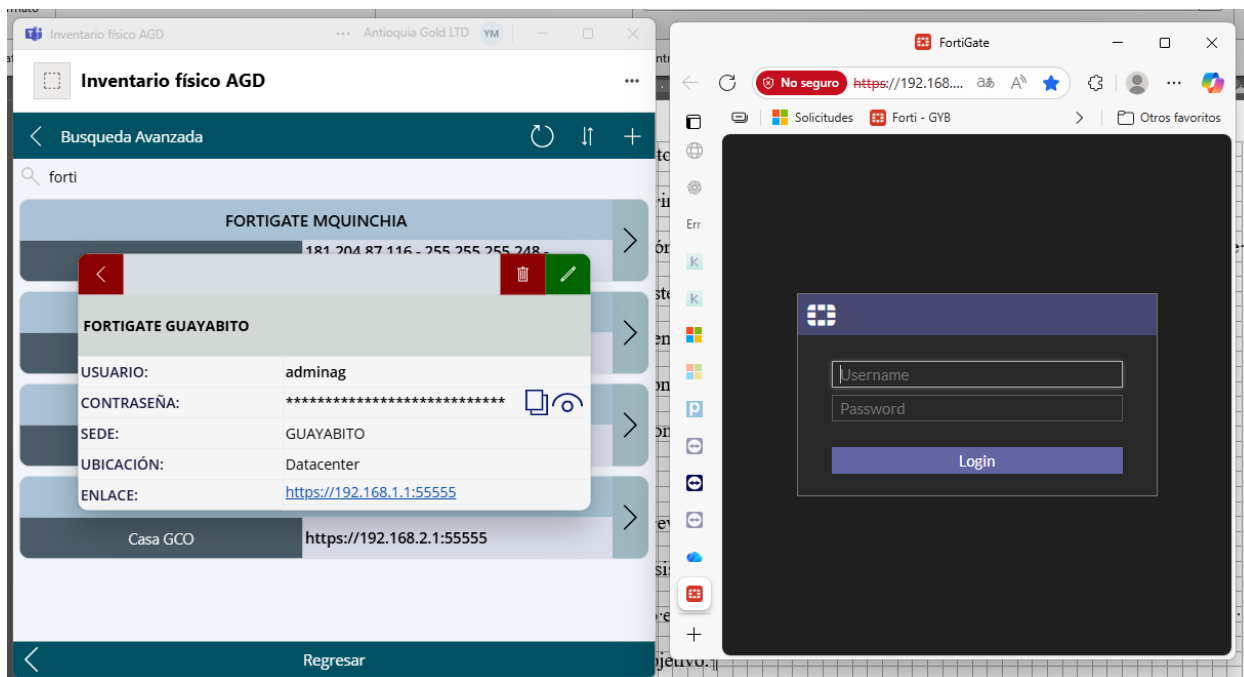 Inventario físico AGD
Antioquia Gold LTD
YM
Inventario físico AGD
Busqueda Avanzada
forti
FORTIGATE MQUINCHIA
181.204.87.116 - 255.255.255.248 -
FORTIGATE GUAYABITO
USUARIO: adminag
CONTRASEÑA: ****************************
SEDE: GUAYABITO
UBICACIÓN: Datacenter
ENLACE: https://192.168.1.1:55555
Casa GCO https://192.168.2.1:55555
Regresar
FortiGate
No seguro https://192.168....
Solicitudes Forti - GYB Otros favoritos
Err
Username
Password
Login